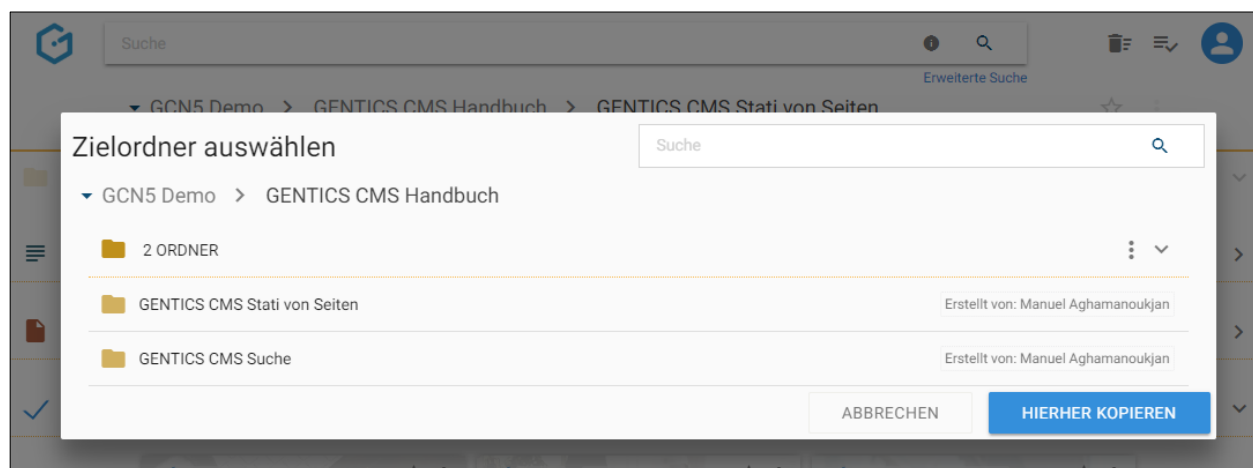 Suche
Erweiterte Suche
GCN5 Demo > GENTICS CMS Handbuch > GENTICS CMS Stati von Seiten
Zielordner auswählen
Suche
GCN5 Demo > GENTICS CMS Handbuch
2 ORDNER
GENTICS CMS Stati von Seiten Erstellt von: Manuel Aghamanoukjan
GENTICS CMS Suche Erstellt von: Manuel Aghamanoukjan
ABBRECHEN HIERHER KOPIEREN